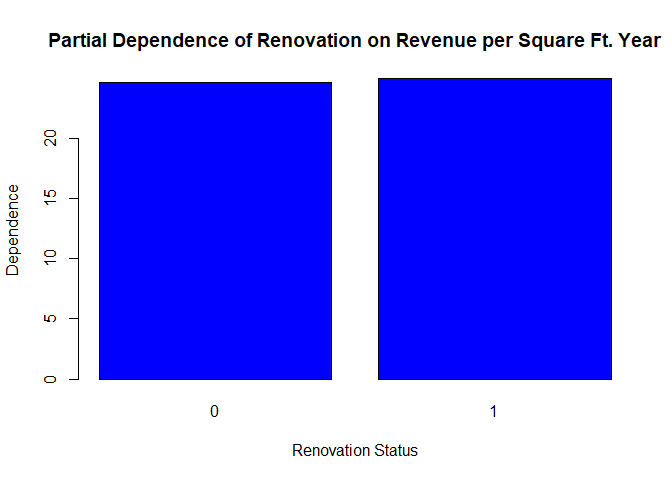 Partial Dependence of Renovation on Revenue per Square Ft. Year
Dependence
20
15
10
5
0
0 1
Renovation Status